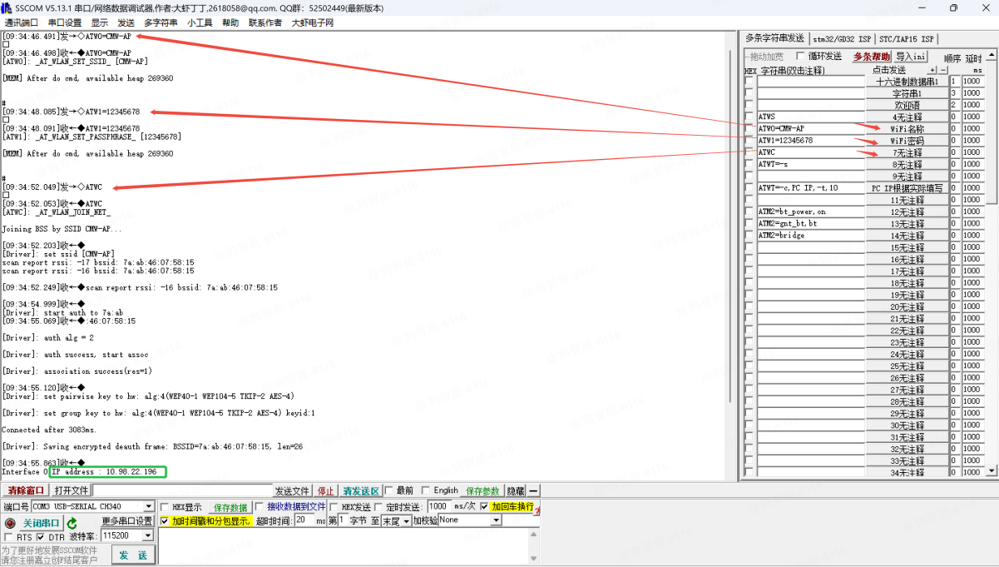 SSCOM V5.13.1 串口/网络数据调试器,作者:大虾丁丁,2618058@qq.com. QQ群：52502449(最新版本)
通讯端口 串口设置 显示 发送 多字符串 小工具 帮助 联系作者 大虾电子网
[09:34:46.491]发→◇ATW0=CMW-AP
□
[09:34:46.498]收←◆ATW0=CMW-AP
[ATW0]: _AT_WLAN_SET_SSID_ [CMW-AP]
[MEM] After do cmd, available heap 269360
#
[09:34:48.085]发→◇ATW1=12345678
□
[09:34:48.091]收←◆ATW1=12345678
[ATW1]: _AT_WLAN_SET_PASSPHRASE_ [12345678]
[MEM] After do cmd, available heap 269360
#
[09:34:52.049]发→◇ATWC
□
[09:34:52.053]收←◆ATWC
[ATWC]: _AT_WLAN_JOIN_NET_
Joining BSS by SSID CMW-AP...
[09:34:52.203]收←◆
[Driver]: set ssid [CMW-AP]
scan report rssi: -17 bssid: 7a:ab:46:07:58:15
scan report rssi: -16 bssid: 7a:ab:46:07:58:15
[09:34:52.249]收←◆scan report rssi: -16 bssid: 7a:ab:46:07:58:15
[09:34:54.999]收←◆
[Driver]: start auth to 7a:ab
[09:34:55.069]收←◆:46:07:58:15
[Driver]: auth alg = 2
[Driver]: auth success, start assoc
[Driver]: association success(res=1)
[09:34:55.120]收←◆
[Driver]: set pairwise key to hw: alg:4(WEP40-1 WEP104-5 TKIP-2 AES-4)
[Driver]: set group key to hw: alg:4(WEP40-1 WEP104-5 TKIP-2 AES-4) keyid:1
Connected after 3083ms.
[Driver]: Saving encrypted deauth frame: BSSID=7a:ab:46:07:58:15, len=26
[09:34:55.863]收←◆
Interface 0 IP address : 10.98.22.196
多条字符串发送 stm32/GD32 ISP STC/IAP15 ISP
←拖动加宽 循环发送 多条帮助 导入ini 顺序 延时
HEX 字符串(双击注释) 点击发送 + − ms
十六进制数据串1 1 1000
字符串1 3 1000
欢迎语 2 1000
ATWS 4无注释 0 1000
ATW0=CMW-AP WiFi名称 0 1000
ATW1=12345678 WiFi密码 0 1000
ATWC 7无注释 0 1000
ATWT=-s 8无注释 0 1000
9无注释 0 1000
ATWT=-c,PC IP,-t,10 PC IP根据实际填写 0 1000
11无注释 0 1000
ATM2=bt_power,on 12无注释 0 1000
ATM2=gnt_bt,bt 13无注释 0 1000
ATM2=bridge 14无注释 0 1000
15无注释 0 1000
16无注释 0 1000
17无注释 0 1000
18无注释 0 1000
19无注释 0 1000
20无注释 0 1000
21无注释 0 1000
22无注释 0 1000
23无注释 0 1000
24无注释 0 1000
25无注释 0 1000
26无注释 0 1000
27无注释 0 1000
28无注释 0 1000
29无注释 0 1000
30无注释 0 1000
31无注释 0 1000
32无注释 0 1000
33无注释 0 1000
34无注释 0 1000
清除窗口 打开文件 发送文件 停止 清发送区 最前 English 保存参数 隐藏 −
端口号 COM3 USB-SERIAL CH340 HEX显示 保存数据 接收数据到文件 HEX发送 定时发送: 1000 ms/次 加回车换行
关闭串口 更多串口设置 加时间戳和分包显示, 超时时间: 20 ms 第 1 字节 至 末尾 加校验 None
RTS DTR 波特率: 115200
为了更好地发展SSCOM软件
请您注册嘉立创F结尾客户
发 送